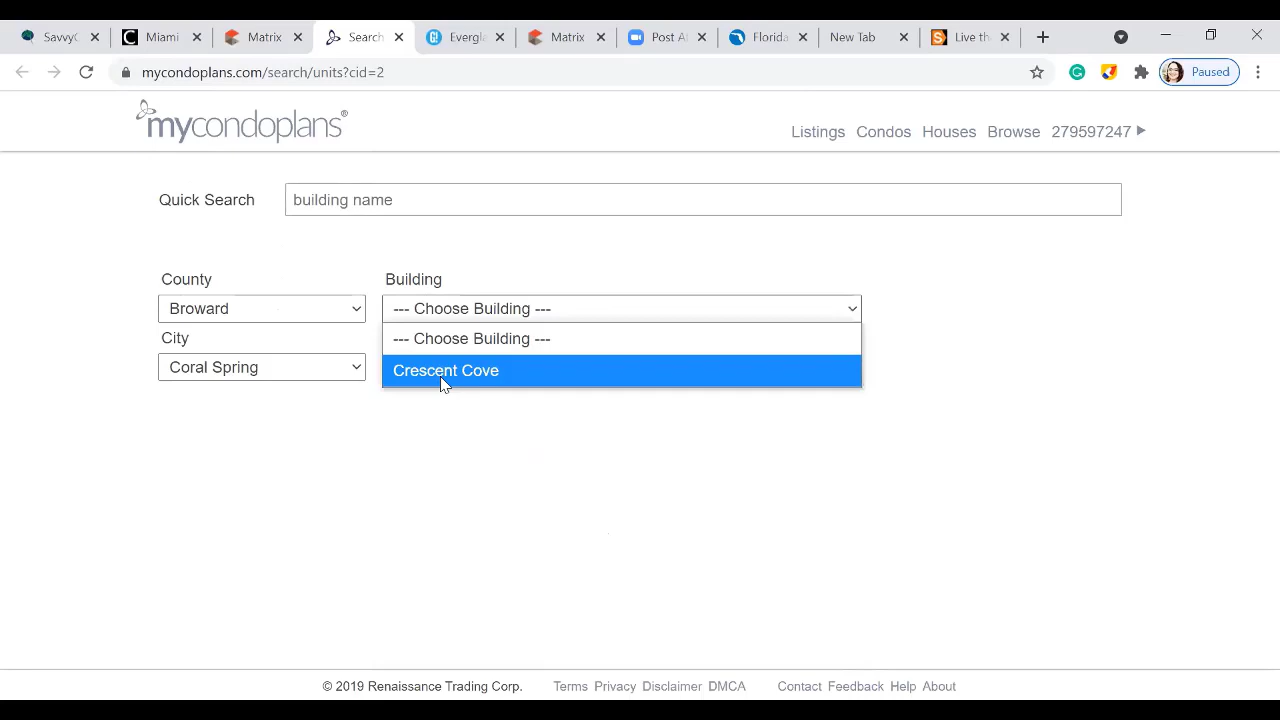 SavvyC Miami Matrix Search Evergl Matrix Post A Florida New Tab Live th
mycondoplans.com/search/units?cid=2 Paused
mycondoplans® Listings Condos Houses Browse 279597247
Quick Search building name
County Building
Broward --- Choose Building ---
City --- Choose Building ---
Coral Spring Crescent Cove
© 2019 Renaissance Trading Corp. Terms Privacy Disclaimer DMCA Contact Feedback Help About